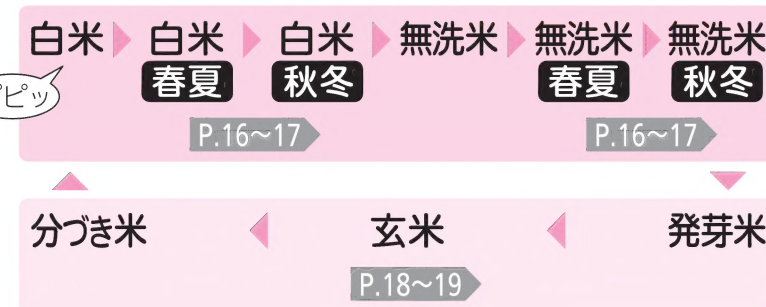 白米 白米 白米 無洗米 無洗米 無洗米
春夏 秋冬 春夏 秋冬
ピッ
P.16～17 P.16～17
分づき米 玄米 発芽米
P.18～19